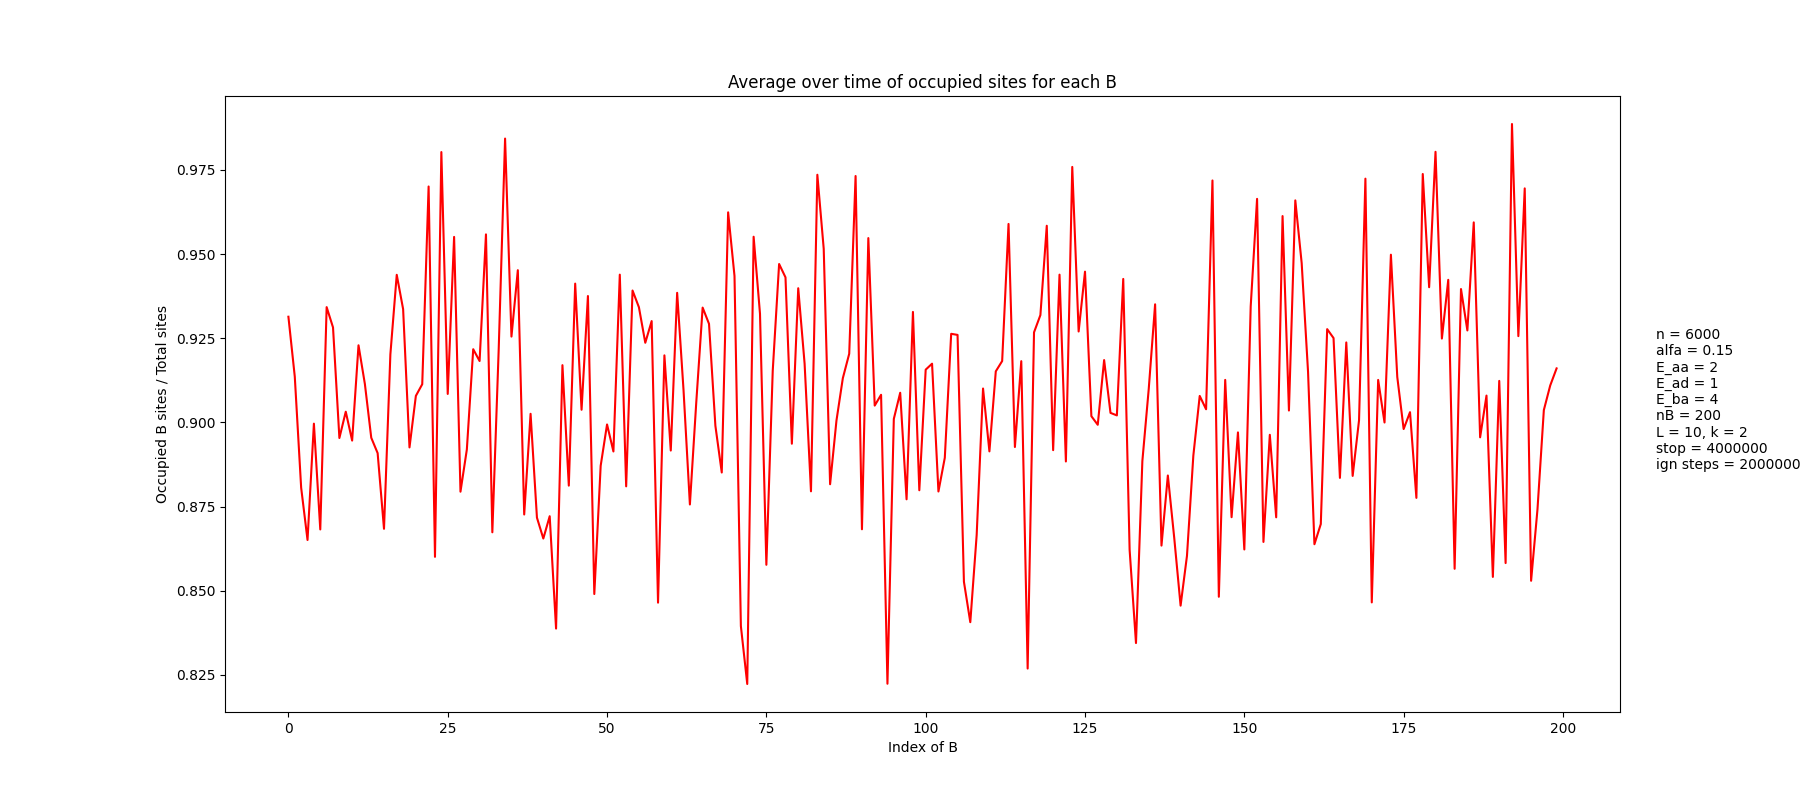 Average over time of occupied sites for each B
Occupied B sites / Total sites
0.975
0.950
0.925
0.900
0.875
0.850
0.825
0 25 50 75 100 125 150 175 200
Index of B
n = 6000
alfa = 0.15
E_aa = 2
E_ad = 1
E_ba = 4
nB = 200
L = 10, k = 2
stop = 4000000
ign steps = 2000000